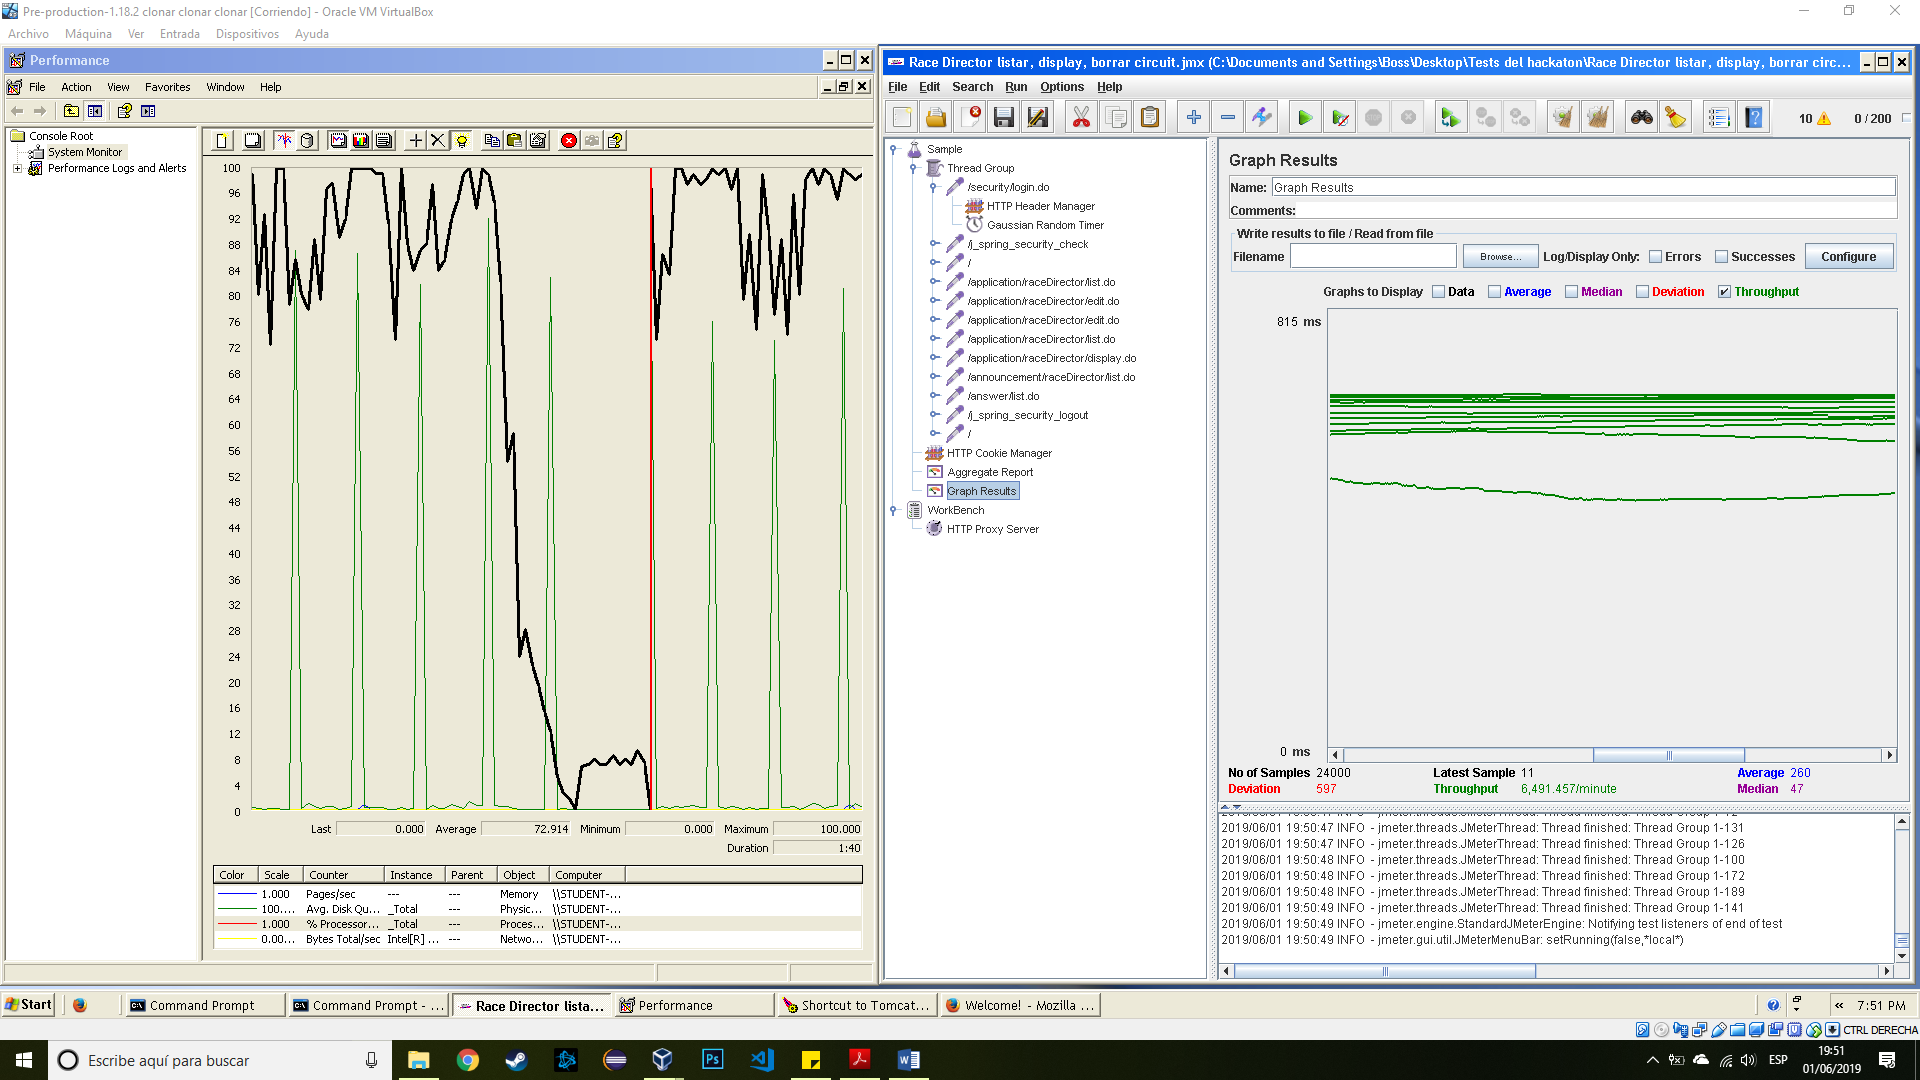 Pre-production-1.18.2 clonar clonar clonar [Corriendo] - Oracle VM VirtualBox
Archivo Máquina Ver Entrada Dispositivos Ayuda
Performance
File Action View Favorites Window Help
Console Root
System Monitor
Performance Logs and Alerts
100
96
92
88
84
80
76
72
68
64
60
56
52
48
44
40
36
32
28
24
20
16
12
8
4
0
Last 0.000 Average 72.914 Minimum 0.000 Maximum 100.000
Duration 1:40
Color Scale Counter Instance Parent Object Computer
1.000 Pages/sec --- --- Memory \\STUDENT-...
100.... Avg. Disk Qu... _Total --- Physic... \\STUDENT-...
1.000 % Processor... _Total --- Proces... \\STUDENT-...
0.00... Bytes Total/sec Intel[R] ... --- Netwo... \\STUDENT-...
Race Director listar, display, borrar circuit.jmx (C:\Documents and Settings\Boss\Desktop\Tests del hackaton\Race Director listar, display, borrar circ...
File Edit Search Run Options Help
10 0 / 200
Sample
Thread Group
/security/login.do
HTTP Header Manager
Gaussian Random Timer
/j_spring_security_check
/
/application/raceDirector/list.do
/application/raceDirector/edit.do
/application/raceDirector/edit.do
/application/raceDirector/list.do
/application/raceDirector/display.do
/announcement/raceDirector/list.do
/answer/list.do
/j_spring_security_logout
/
HTTP Cookie Manager
Aggregate Report
Graph Results
WorkBench
HTTP Proxy Server
Graph Results
Name: Graph Results
Comments:
Write results to file / Read from file
Filename Browse... Log/Display Only: Errors Successes Configure
Graphs to Display Data Average Median Deviation Throughput
815 ms
0 ms
No of Samples 24000 Latest Sample 11 Average 260
Deviation 597 Throughput 6,491.457/minute Median 47
2019/06/01 19:50:47 INFO - jmeter.threads.JMeterThread: Thread finished: Thread Group 1-131
2019/06/01 19:50:47 INFO - jmeter.threads.JMeterThread: Thread finished: Thread Group 1-126
2019/06/01 19:50:48 INFO - jmeter.threads.JMeterThread: Thread finished: Thread Group 1-100
2019/06/01 19:50:48 INFO - jmeter.threads.JMeterThread: Thread finished: Thread Group 1-172
2019/06/01 19:50:48 INFO - jmeter.threads.JMeterThread: Thread finished: Thread Group 1-189
2019/06/01 19:50:49 INFO - jmeter.threads.JMeterThread: Thread finished: Thread Group 1-141
2019/06/01 19:50:49 INFO - jmeter.engine.StandardJMeterEngine: Notifying test listeners of end of test
2019/06/01 19:50:49 INFO - jmeter.gui.util.JMeterMenuBar: setRunning(false,*local*)
Start Command Prompt Command Prompt - ... Race Director lista... Performance Shortcut to Tomcat... Welcome! - Mozilla ... « 7:51 PM
CTRL DERECHA
Escribe aquí para buscar
Ps
ESP
19:51
01/06/2019